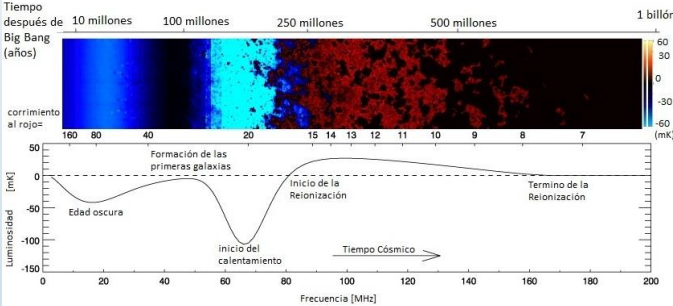 Tiempo
después de
Big Bang
(años)
10 millones
100 millones
250 millones
500 millones
1 billón
60
30
0
-30
-60
(mK)
corrimiento
al rojo=
160 80 40 20 15 14 13 12 11 10 9 8 7
50
0
-50
-100
-150
Luminosidad [mK]
Formación de las
primeras galaxias
Edad oscura
inicio del
calentamiento
Inicio de la
Reionización
Tiempo Cósmico
Termino de la
Reionización
0 20 40 60 80 100 120 140 160 180 200
Frecuencia [MHz]